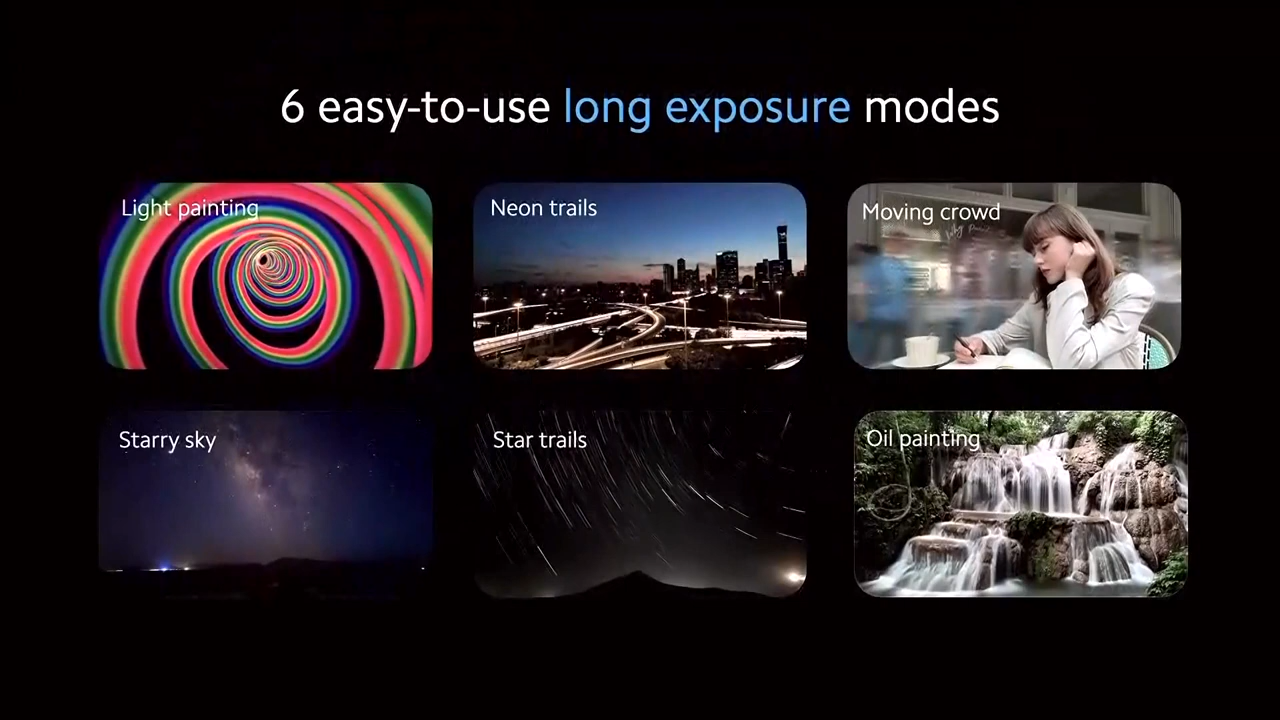 6 easy-to-use long exposure modes
Light painting
Neon trails
Moving crowd
Starry sky
Star trails
Oil painting